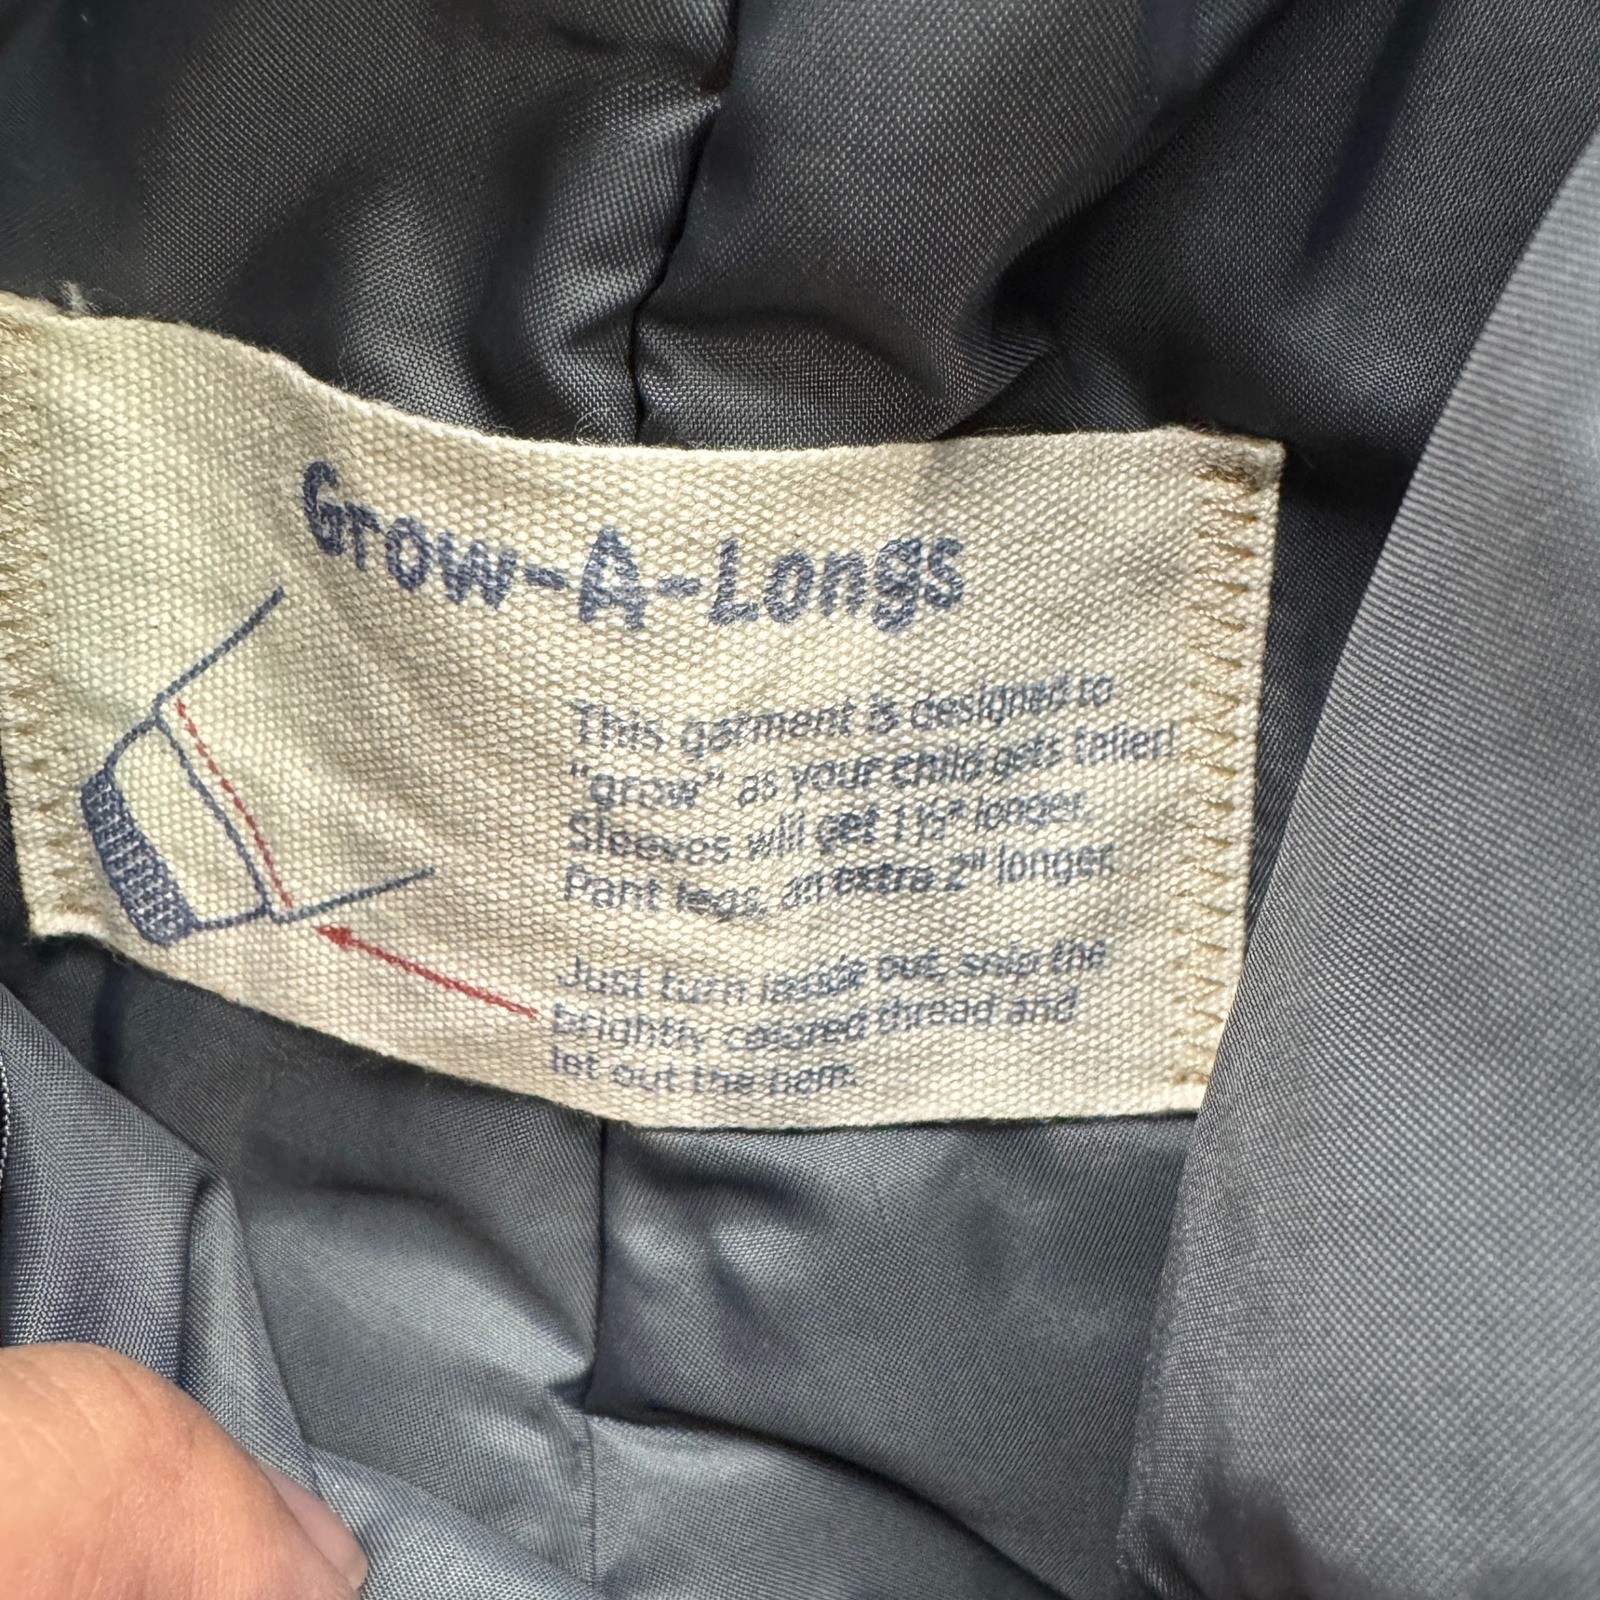 Grow-A-Longs
This garment is designed to
"grow" as your child gets taller!
Sleeves will get 1½" longer.
Pant legs, an extra 2" longer.
Just turn inside out, snip the
brightly colored thread and
let out the hem.